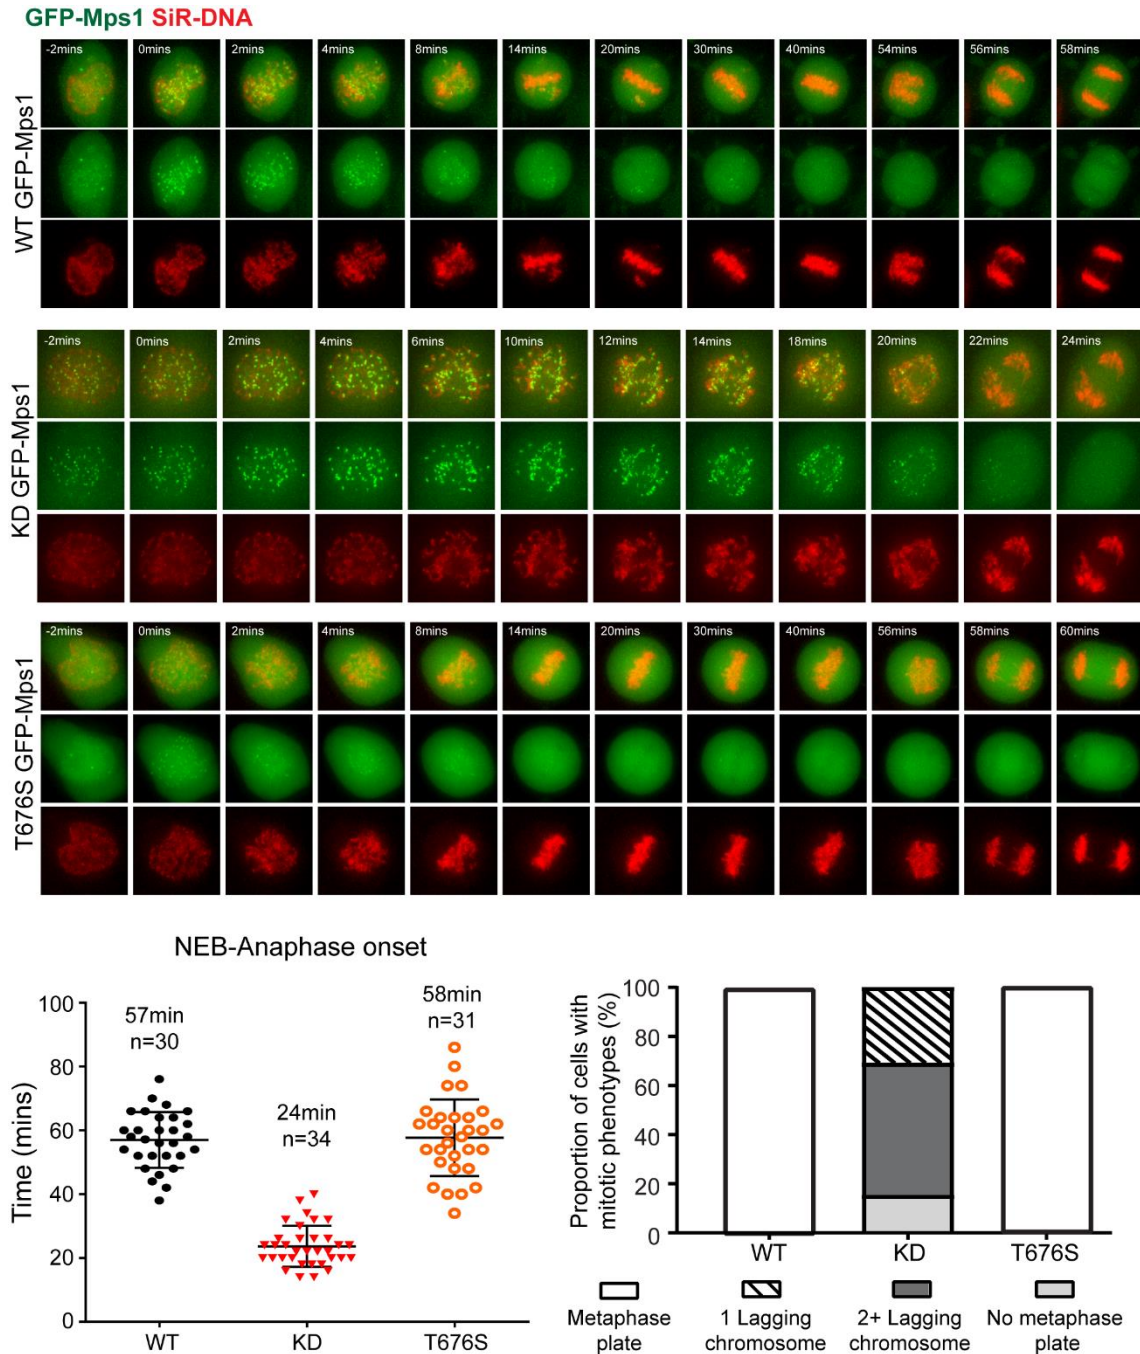 GFP-Mps1 SiR-DNA
WT GFP-Mps1
-2mins 0mins 2mins 4mins 8mins 14mins 20mins 30mins 40mins 54mins 56mins 58mins
KD GFP-Mps1
-2mins 0mins 2mins 4mins 6mins 10mins 12mins 14mins 18mins 20mins 22mins 24mins
T676S GFP-Mps1
-2mins 0mins 2mins 4mins 8mins 14mins 20mins 30mins 40mins 56mins 58mins 60mins
NEB-Anaphase onset
Time (mins)
100
80
60
40
20
0
57min
n=30
24min
n=34
58min
n=31
WT KD T676S
Proportion of cells with
mitotic phenotypes (%)
100
80
60
40
20
0
WT KD T676S
Metaphase
plate
1 Lagging
chromosome
2+ Lagging
chromosome
No metaphase
plate